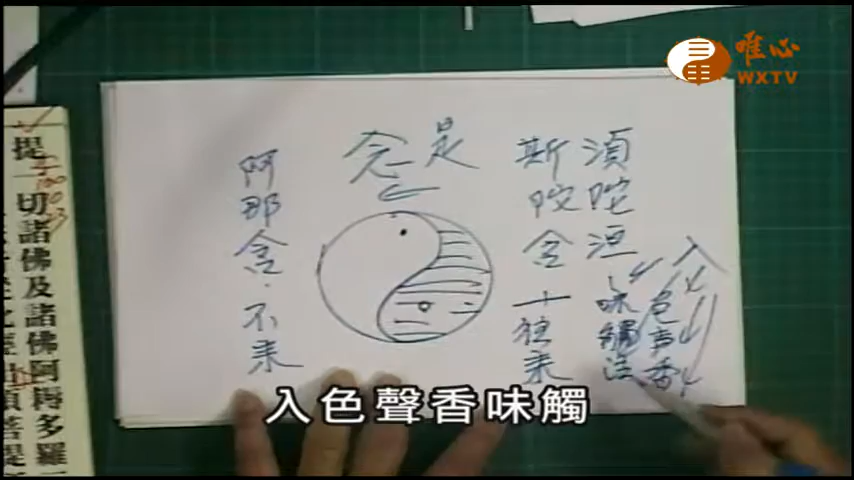 唯心
WXTV
是念
須陀洹
入
色声香
味觸法
斯陀含
一往來
阿那含·不來
提
一切諸佛及諸佛阿耨多羅
入色聲香味觸